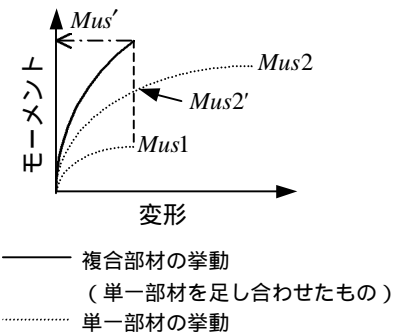 Mus′
Mus2
Mus2′
Mus1
モーメント
変形
複合部材の挙動
(単一部材を足し合わせたもの)
単一部材の挙動